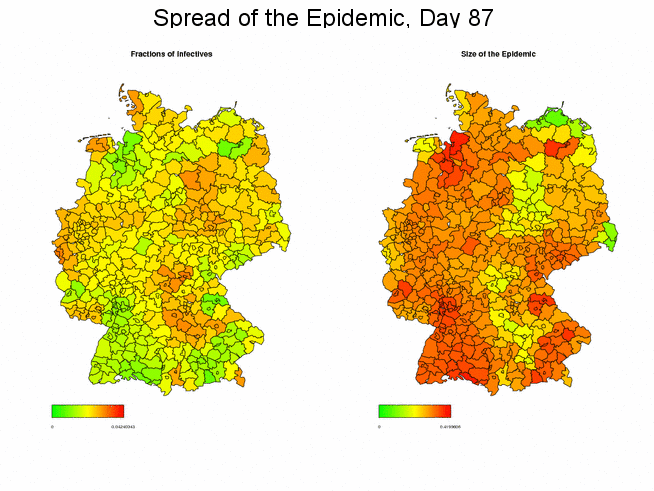 Spread of the Epidemic, Day 87
Fractions of Infectives
Size of the Epidemic
0
0